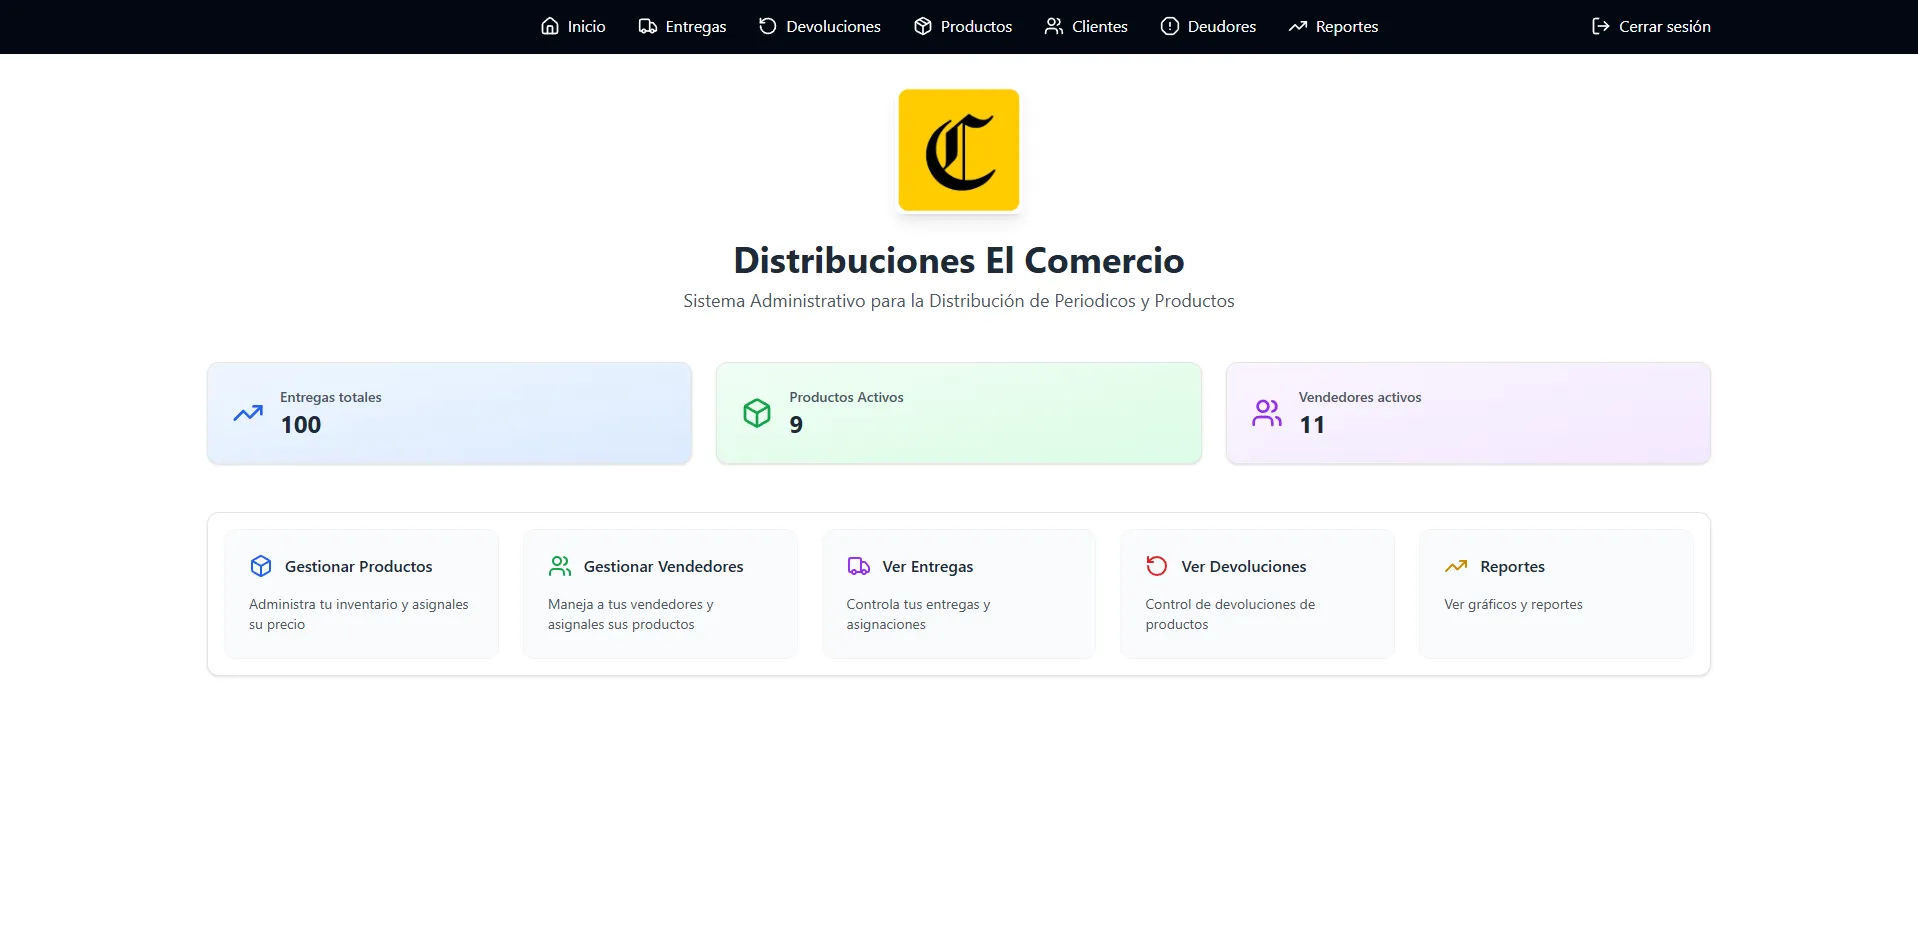 Inicio
Entregas
Devoluciones
Productos
Clientes
Deudores
Reportes
Cerrar sesión
C
Distribuciones El Comercio
Sistema Administrativo para la Distribución de Periodicos y Productos
Entregas totales
100
Productos Activos
9
Vendedores activos
11
Gestionar Productos
Administra tu inventario y asignales
su precio
Gestionar Vendedores
Maneja a tus vendedores y
asignales sus productos
Ver Entregas
Controla tus entregas y
asignaciones
Ver Devoluciones
Control de devoluciones de
productos
Reportes
Ver gráficos y reportes